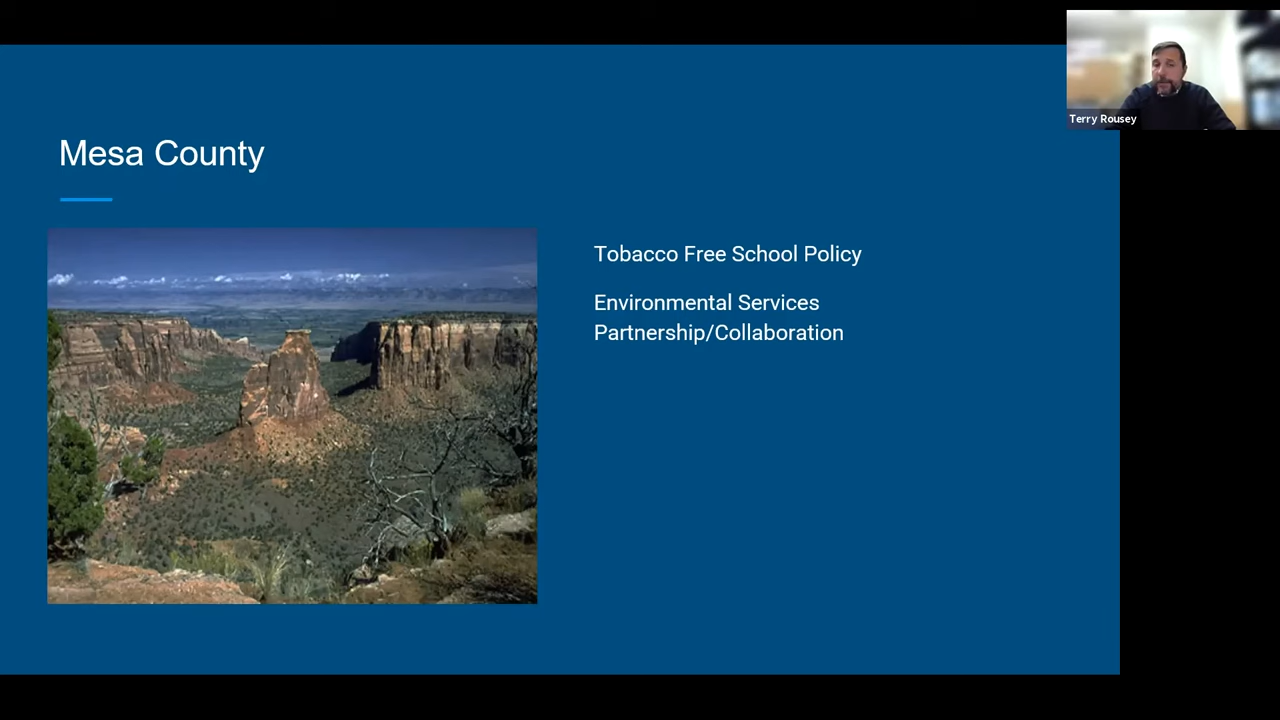 Terry Rousey
Mesa County
Tobacco Free School Policy
Environmental Services
Partnership/Collaboration